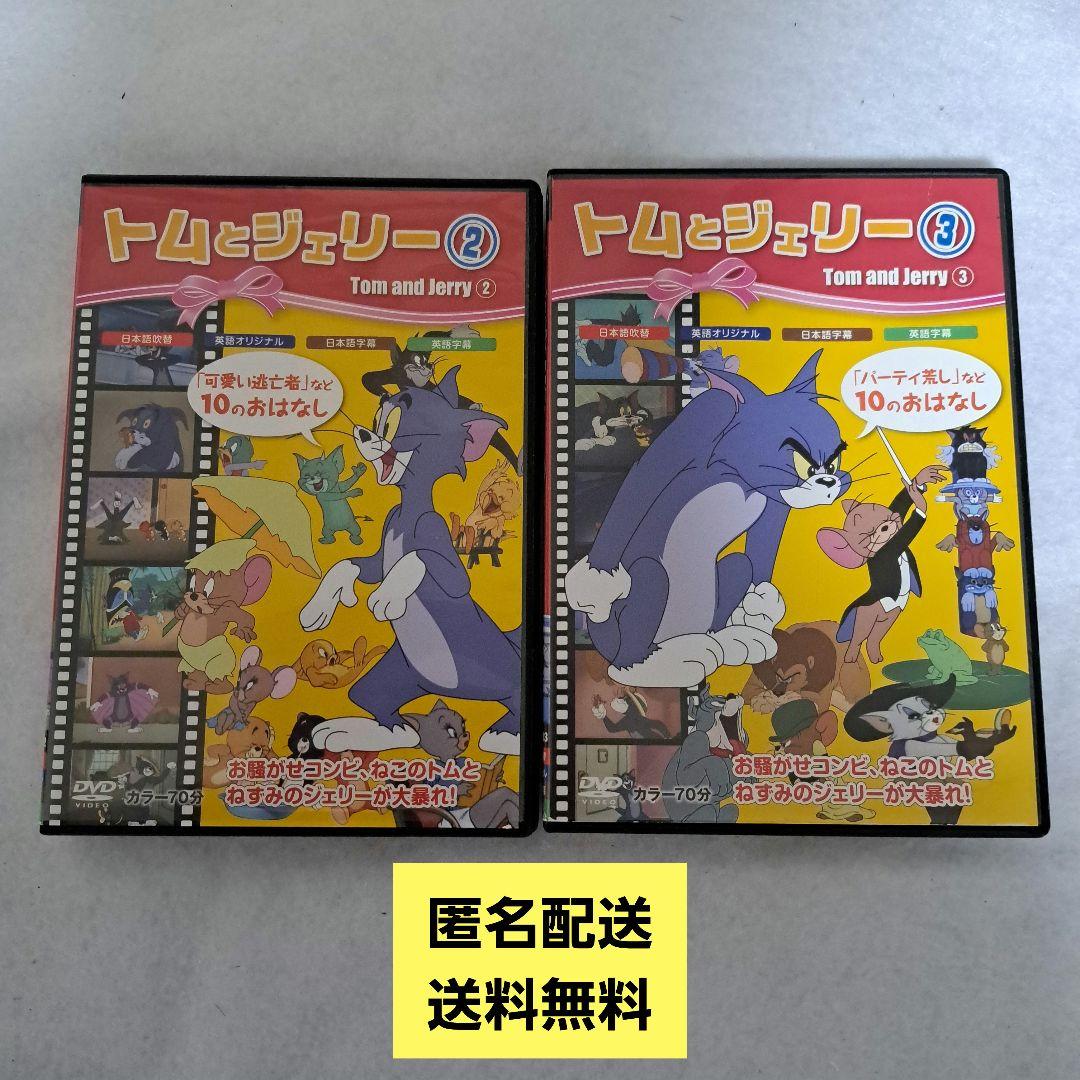 トムとジェリー②
Tom and Jerry ②
日本語吹替
英語オリジナル
日本語字幕
英語字幕
「可愛い逃亡者」など
10のおはなし
お騒がせコンビ、ねこのトムと
ねずみのジェリーが大暴れ!
DVD
VIDEO
カラー70分
トムとジェリー③
Tom and Jerry ③
日本語吹替
英語オリジナル
日本語字幕
英語字幕
「パーティ荒し」など
10のおはなし
お騒がせコンビ、ねこのトムと
ねずみのジェリーが大暴れ!
DVD
VIDEO
カラー70分
匿名配送
送料無料